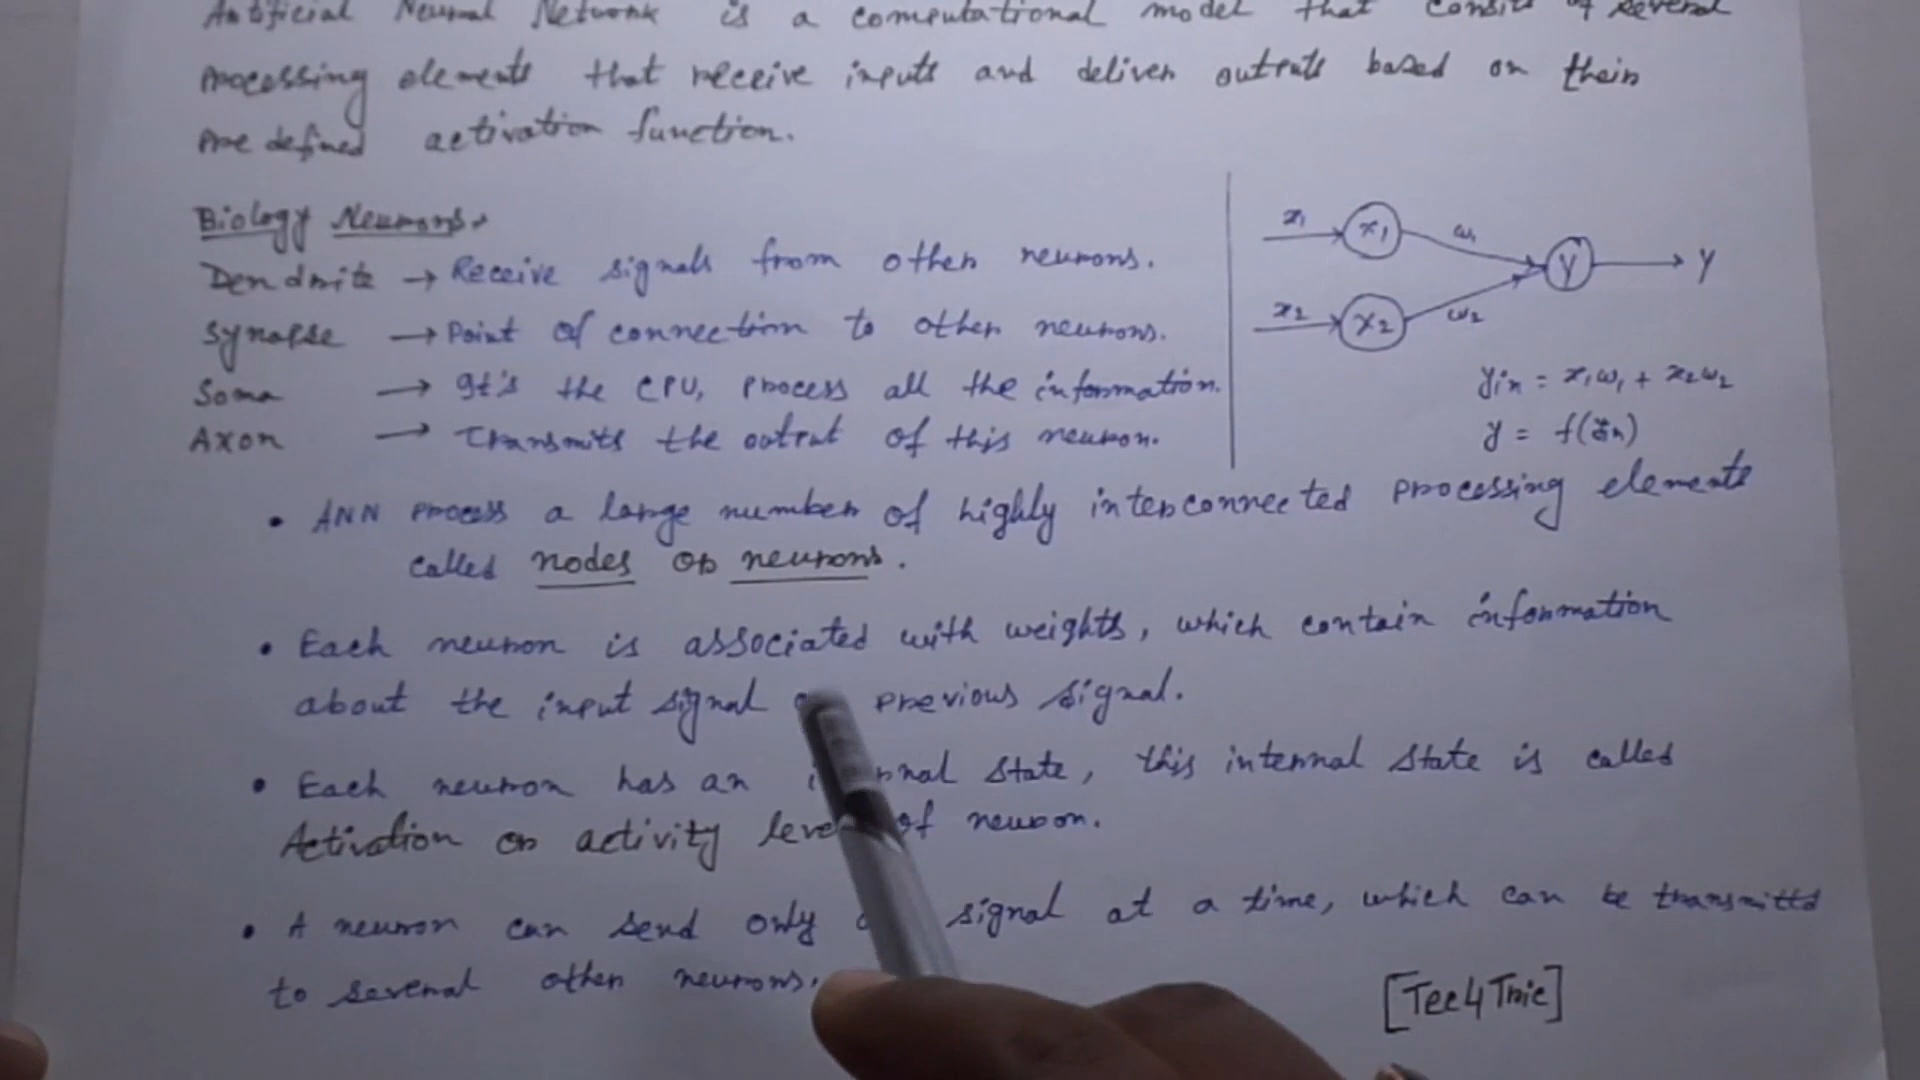 Artificial Neural Network is a computational model that consits of several
processing elements that receive inputs and deliver outputs based on their
Pre defined activation function.
Biology Neurons.
Dendrite → Receive signals from other neurons.
Synapse → Point of connection to other neurons.
Soma → It's the CPU, process all the information.
Axon → Transmits the output of this neuron.
x1 X1 w1
Y → y
x2 X2 w2
yin = x1w1 + x2w2
y = f(yin)
• ANN process a large number of highly interconnected processing elements
called nodes or neurons.
• Each neuron is associated with weights, which contain information
about the input signal previous signal.
• Each neuron has an state, this internal state is called
Activation or activity of neuron.
• A neuron can send only signal at a time, which can be transmitted
to several other neurons.
[Tec4Tric]